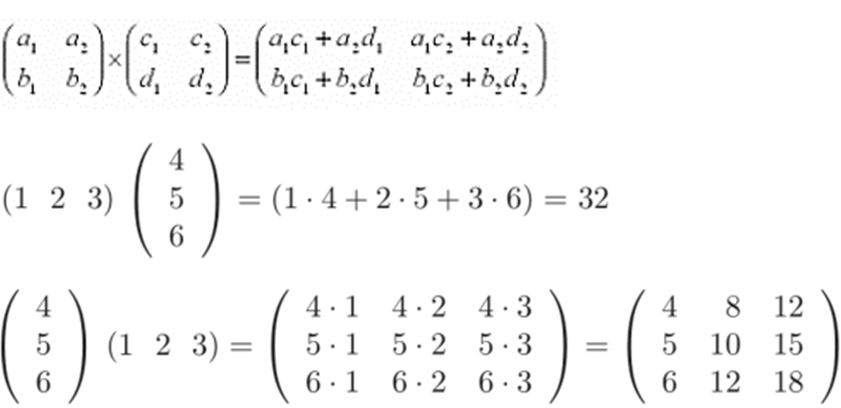 (a₁ a₂) × (c₁ c₂) = (a₁c₁ + a₂d₁ a₁c₂ + a₂d₂)
(b₁ b₂) (d₁ d₂) (b₁c₁ + b₂d₁ b₁c₂ + b₂d₂)
(1 2 3) (4
5
6) = (1 · 4 + 2 · 5 + 3 · 6) = 32
(4 (4 · 1 4 · 2 4 · 3) (4 8 12)
5 (1 2 3) = 5 · 1 5 · 2 5 · 3 = 5 10 15
6) (6 · 1 6 · 2 6 · 3) (6 12 18)